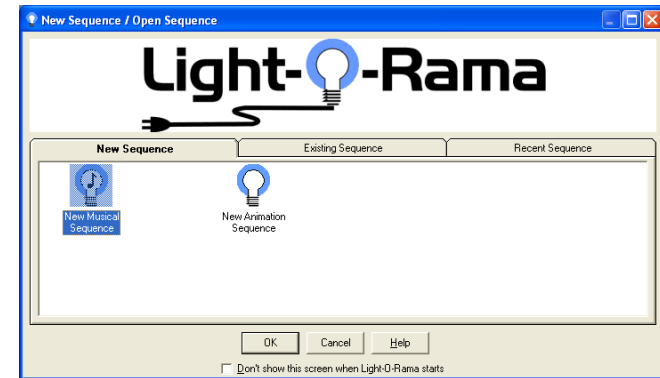 New Sequence / Open Sequence
Light-O-Rama
New Sequence Existing Sequence Recent Sequence
New Musical Sequence
New Animation Sequence
OK Cancel Help
Don't show this screen when Light-O-Rama starts